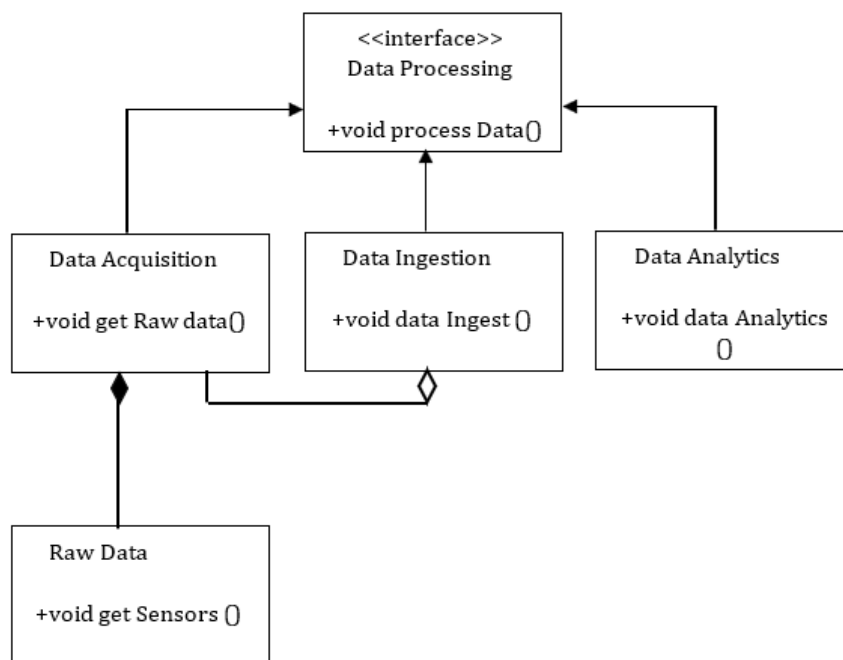 <<interface>>
Data Processing
+void process Data()
Data Acquisition
+void get Raw data()
Data Ingestion
+void data Ingest ()
Data Analytics
+void data Analytics
()
Raw Data
+void get Sensors ()